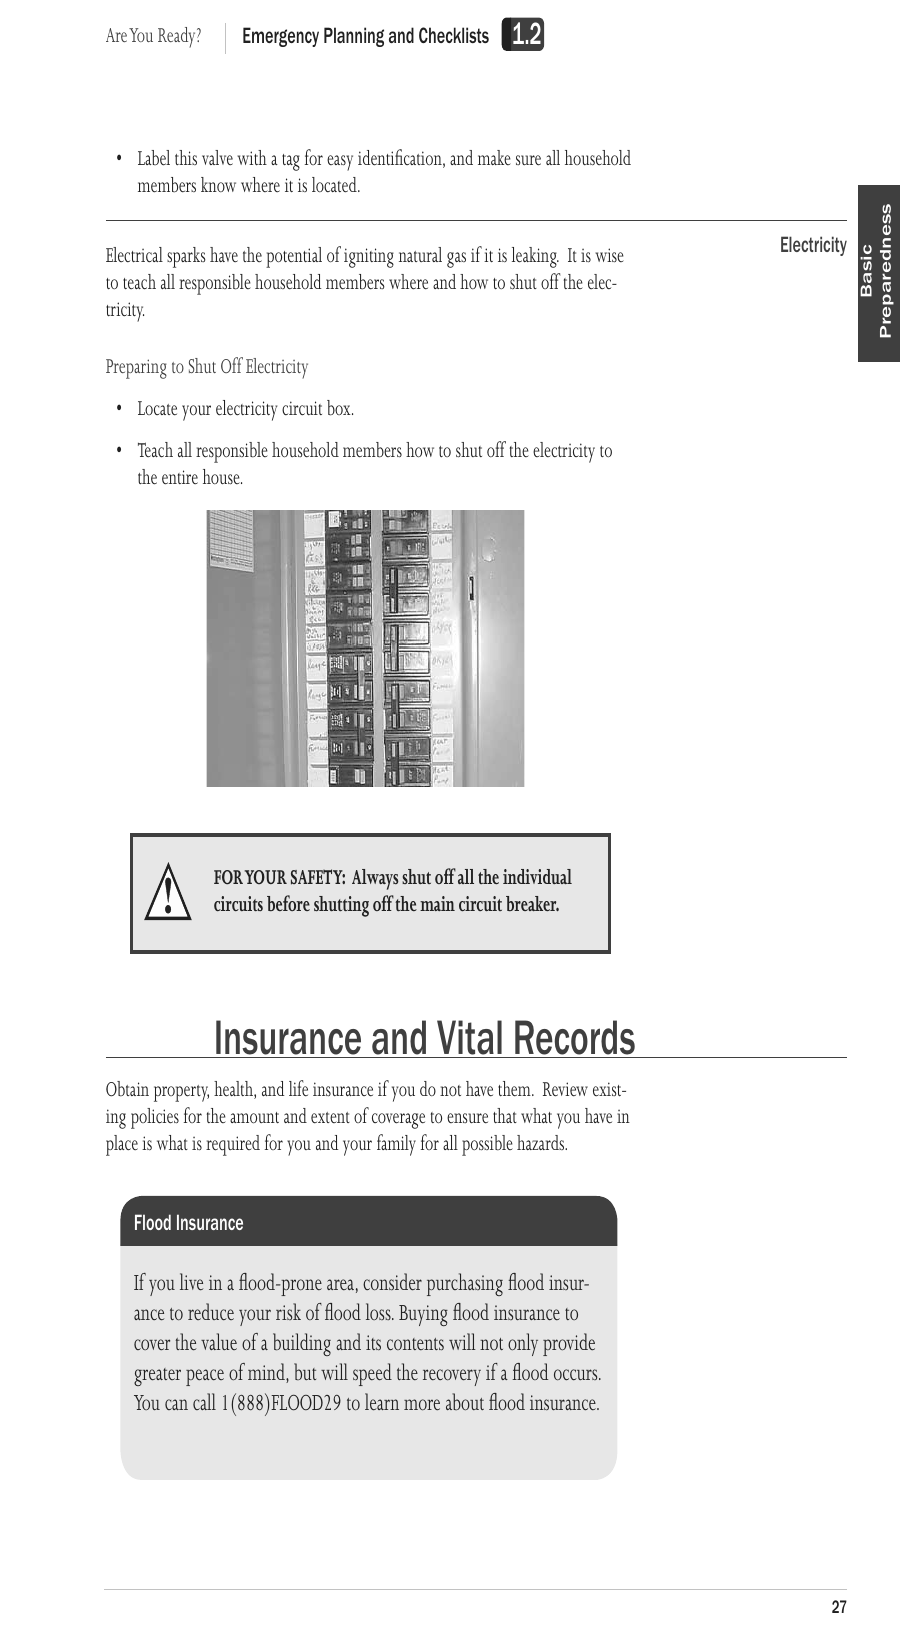 Are You Ready? Emergency Planning and Checklists 1.2
• Label this valve with a tag for easy identification, and make sure all household
members know where it is located.
Basic
Preparedness
Electricity
Electrical sparks have the potential of igniting natural gas if it is leaking. It is wise
to teach all responsible household members where and how to shut off the elec-
tricity.
Preparing to Shut Off Electricity
• Locate your electricity circuit box.
• Teach all responsible household members how to shut off the electricity to
the entire house.
Range
Range
Furnace
Heat
Pump
Heat
Pump
FOR YOUR SAFETY: Always shut off all the individual
circuits before shutting off the main circuit breaker.
Insurance and Vital Records
Obtain property, health, and life insurance if you do not have them. Review exist-
ing policies for the amount and extent of coverage to ensure that what you have in
place is what is required for you and your family for all possible hazards.
Flood Insurance
If you live in a flood-prone area, consider purchasing flood insur-
ance to reduce your risk of flood loss. Buying flood insurance to
cover the value of a building and its contents will not only provide
greater peace of mind, but will speed the recovery if a flood occurs.
You can call 1(888)FLOOD29 to learn more about flood insurance.
27